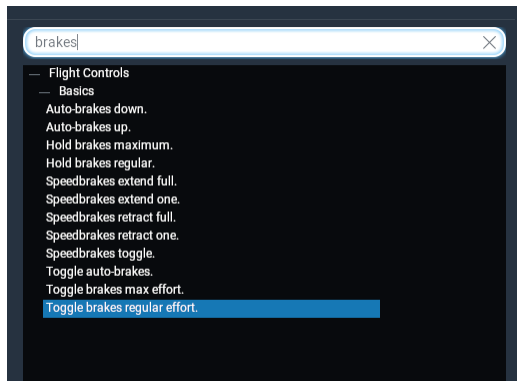 brakes
Flight Controls
Basics
Auto-brakes down.
Auto-brakes up.
Hold brakes maximum.
Hold brakes regular.
Speedbrakes extend full.
Speedbrakes extend one.
Speedbrakes retract full.
Speedbrakes retract one.
Speedbrakes toggle.
Toggle auto-brakes.
Toggle brakes max effort.
Toggle brakes regular effort.